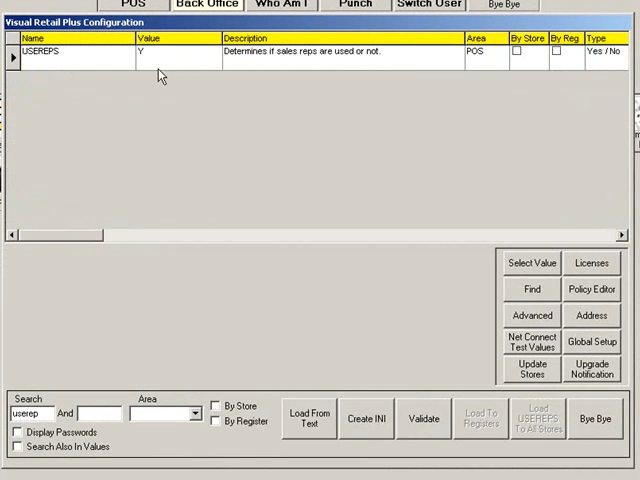 POS Back Office Who Am I Punch Switch User Bye Bye
Visual Retail Plus Configuration
Name Value Description Area By Store By Reg Type
USEREPS Y Determines if sales reps are used or not. POS Yes / No
Select Value Licenses
Find Policy Editor
Advanced Address
Net Connect Test Values Global Setup
Update Stores Upgrade Notification
Search Area
userep And
By Store
By Register
Display Passwords
Search Also In Values
Load From Text
Create INI
Validate
Load To Registers
Load USEREPS To All Stores
Bye Bye